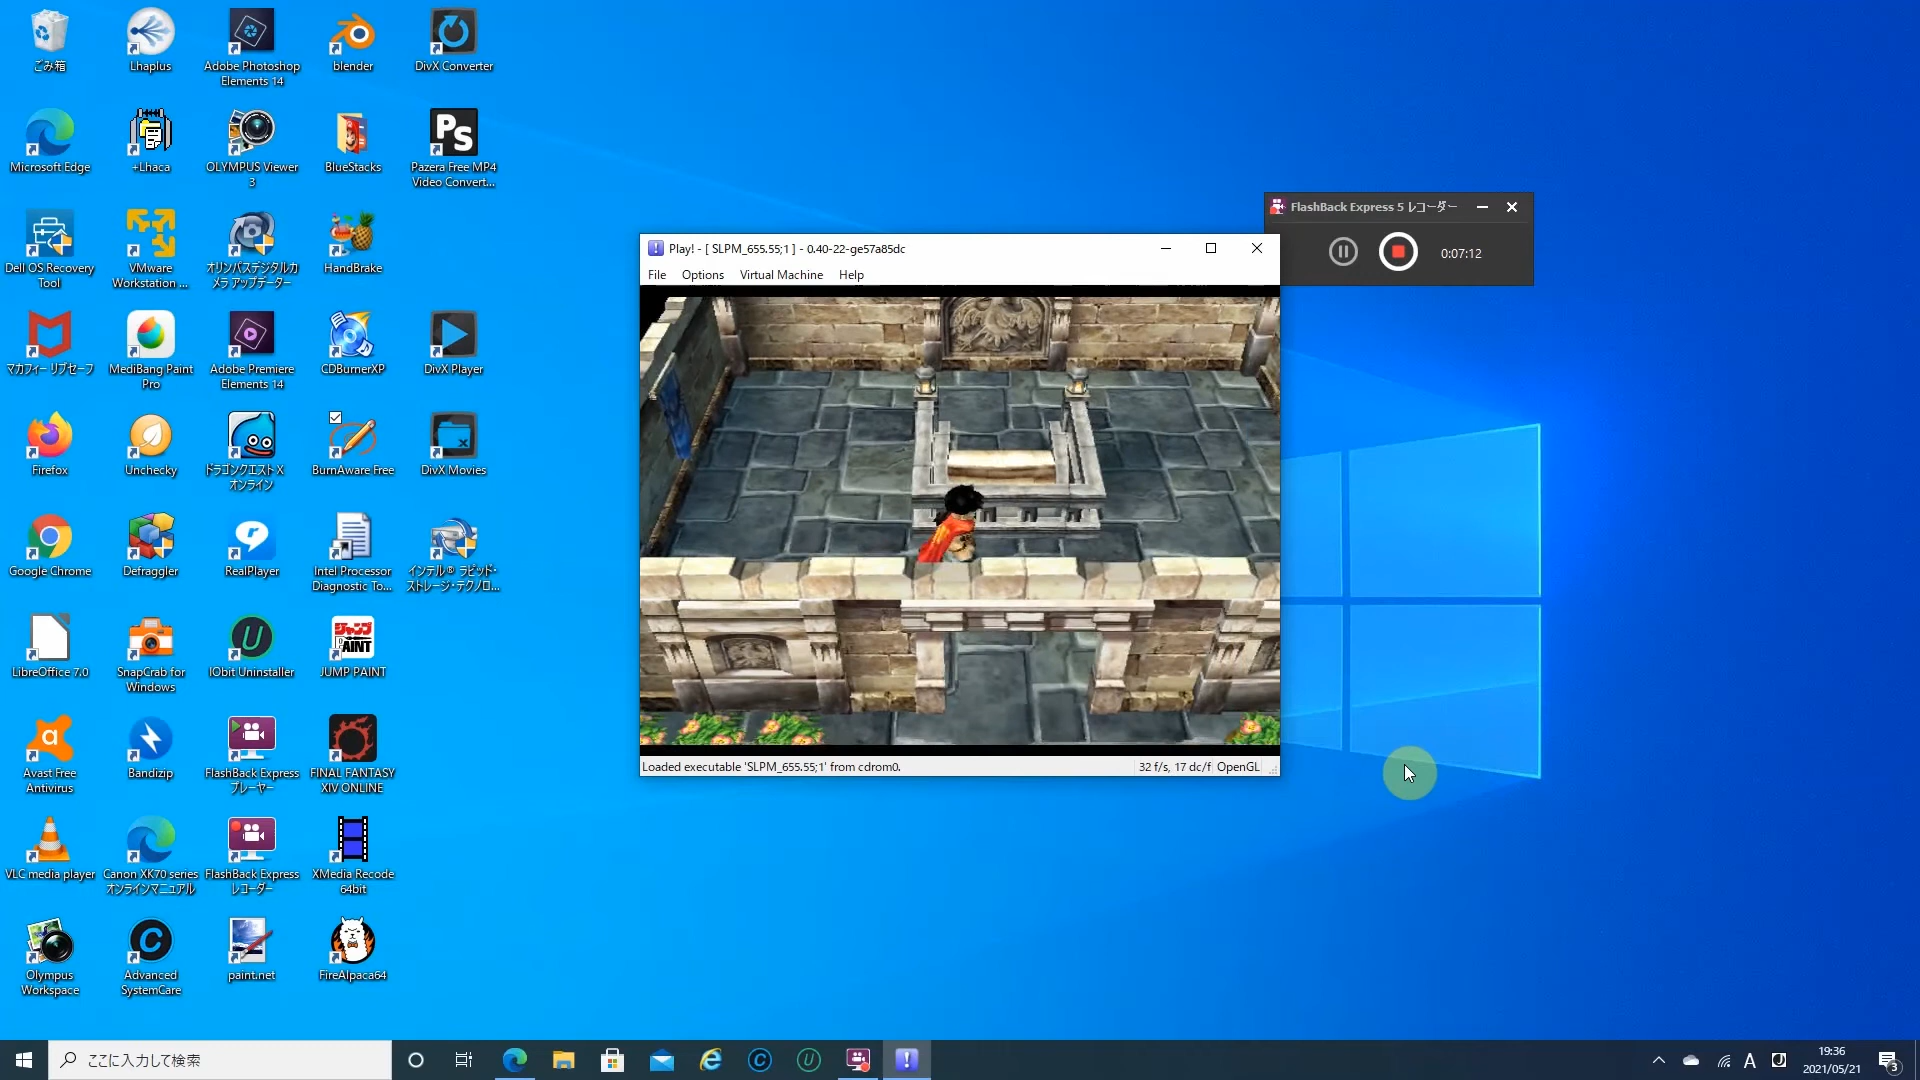 ごみ箱
Lhaplus
Adobe Photoshop
Elements 14
blender
DivX Converter
Microsoft Edge
+Lhaca
OLYMPUS Viewer
3
BlueStacks
Ps
Pazera Free MP4
Video Convert...
Dell OS Recovery
Tool
VMware
Workstation ...
オリンパスデジタルカ
メラ アップデーター
HandBrake
マカフィー リブセーフ
MediBang Paint
Pro
Adobe Premiere
Elements 14
CDBurnerXP
DivX Player
Firefox
Unchecky
ドラゴンクエスト X
オンライン
BurnAware Free
DivX Movies
Google Chrome
Defraggler
RealPlayer
Intel Processor
Diagnostic To...
インテル® ラピッド・
ストレージ・テクノロ...
LibreOffice 7.0
SnapCrab for
Windows
IObit Uninstaller
ジャンプ
PAINT
JUMP PAINT
Avast Free
Antivirus
Bandizip
FlashBack Express
プレーヤー
FINAL FANTASY
XIV ONLINE
VLC media player
Canon XK70 series
オンラインマニュアル
FlashBack Express
レコーダー
XMedia Recode
64bit
Olympus
Workspace
Advanced
SystemCare
paint.net
FireAlpaca64
FlashBack Express 5 レコーダー
0:07:12
Play! - [ SLPM_655.55;1 ] - 0.40-22-ge57a85dc
File Options Virtual Machine Help
Loaded executable 'SLPM_655.55;1' from cdrom0.
32 f/s, 17 dc/f OpenGL
ここに入力して検索
A
19:36
2021/05/21
3